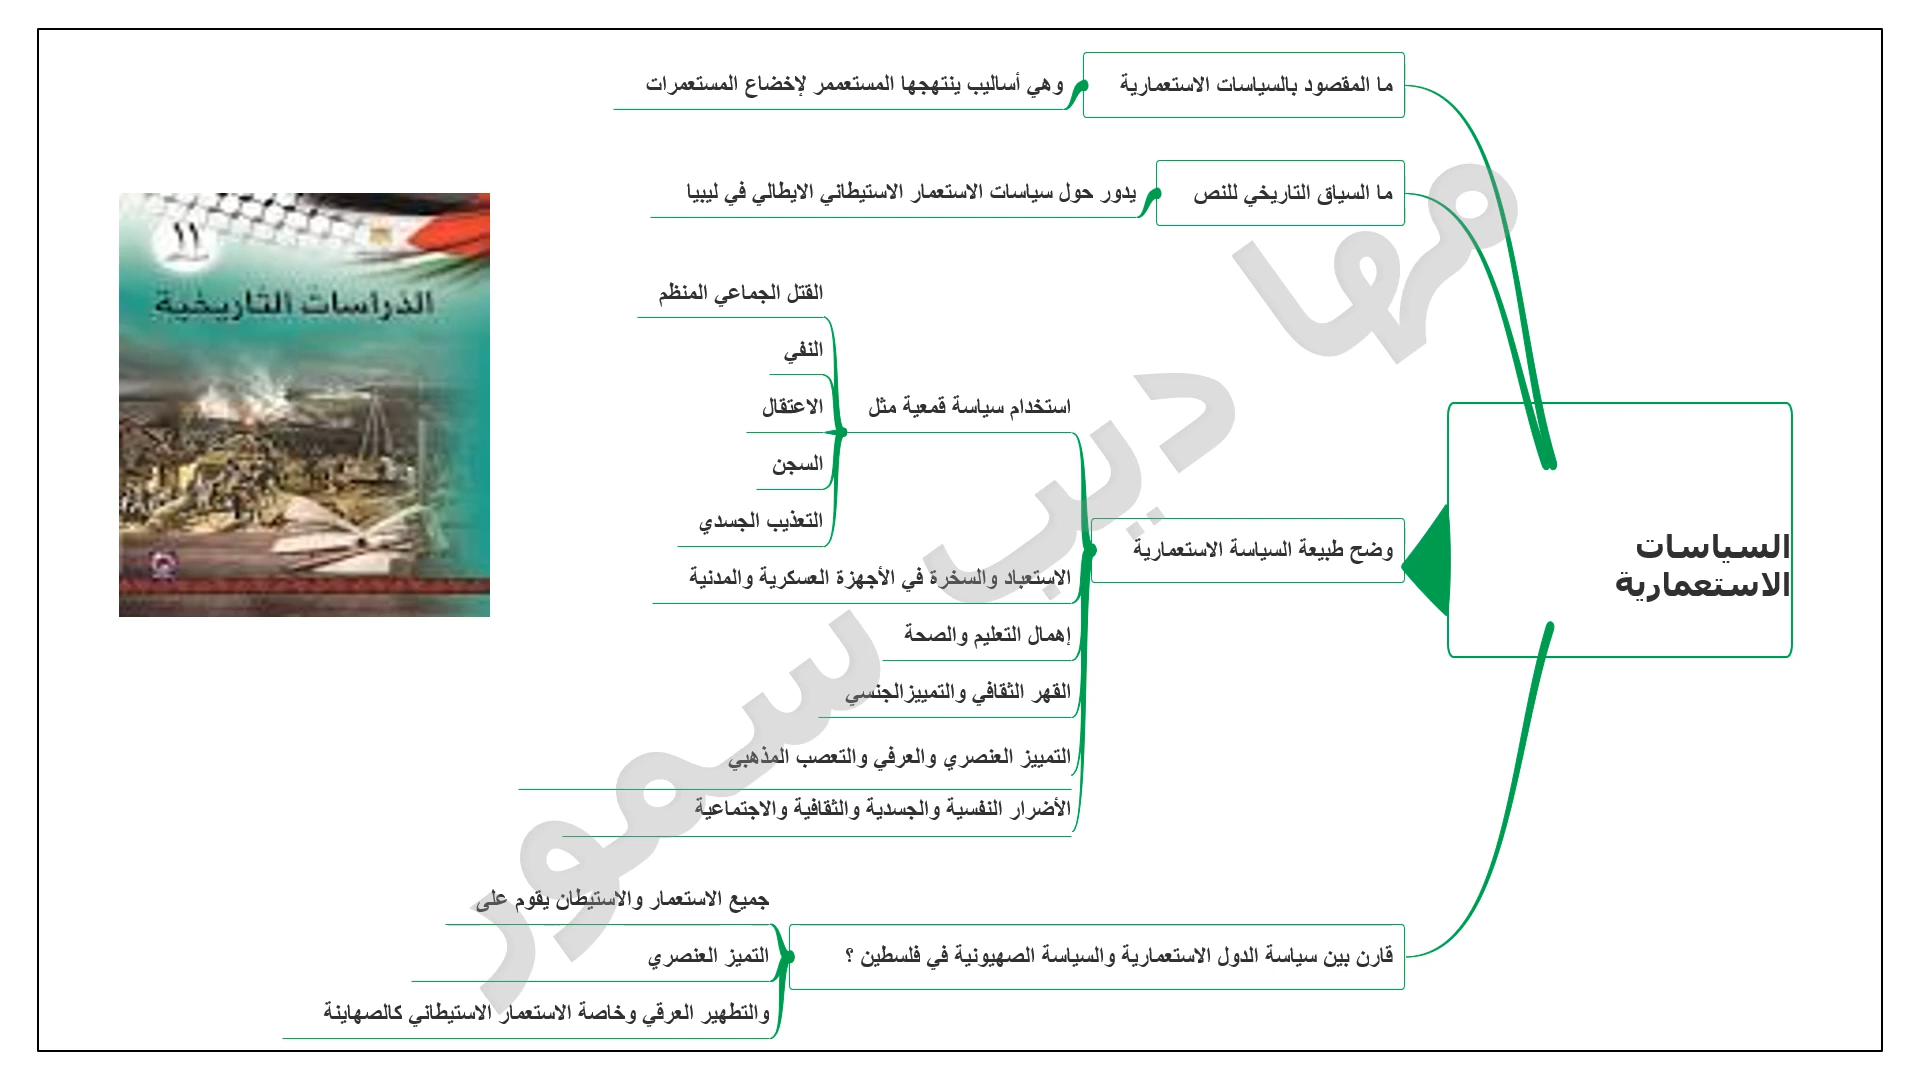 السياسات
الاستعمارية
ما المقصود بالسياسات الاستعمارية
وهي أساليب ينتهجها المستعممر لإخضاع المستعمرات
ما السياق التاريخي للنص
يدور حول سياسات الاستعمار الاستيطاني الايطالي في ليبيا
وضح طبيعة السياسة الاستعمارية
استخدام سياسة قمعية مثل
القتل الجماعي المنظم
النفي
الاعتقال
السجن
التعذيب الجسدي
الاستعباد والسخرة في الأجهزة العسكرية والمدنية
إهمال التعليم والصحة
القهر الثقافي والتمييزالجنسي
التمييز العنصري والعرفي والتعصب المذهبي
الأضرار النفسية والجسدية والثقافية والاجتماعية
قارن بين سياسة الدول الاستعمارية والسياسة الصهيونية في فلسطين ؟
جميع الاستعمار والاستيطان يقوم على
التميز العنصري
والتطهير العرقي وخاصة الاستعمار الاستيطاني كالصهاينة
١١
الدراسات التاريخية
مها ديب سمور